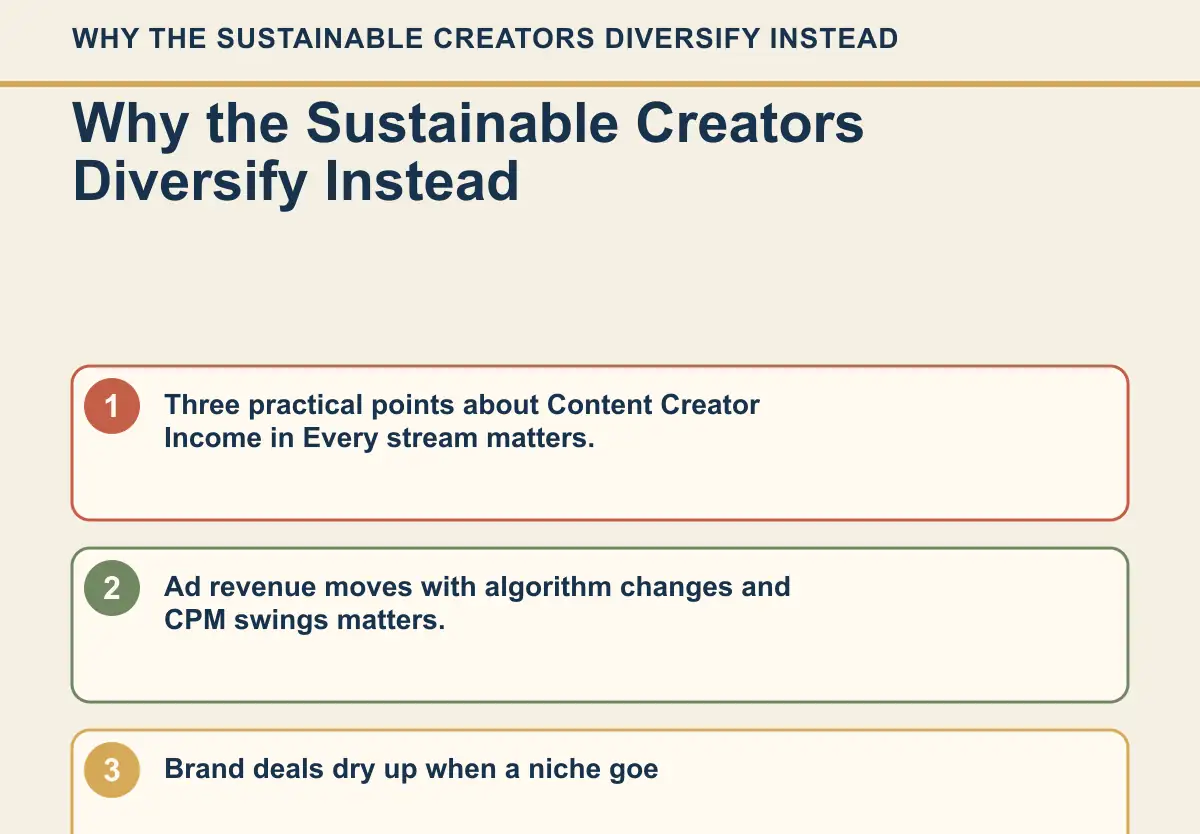 WHY THE SUSTAINABLE CREATORS DIVERSIFY INSTEAD
Why the Sustainable Creators
Diversify Instead
1
Three practical points about Content Creator
Income in Every stream matters.
2
Ad revenue moves with algorithm changes and
CPM swings matters.
3
Brand deals dry up when a niche goe